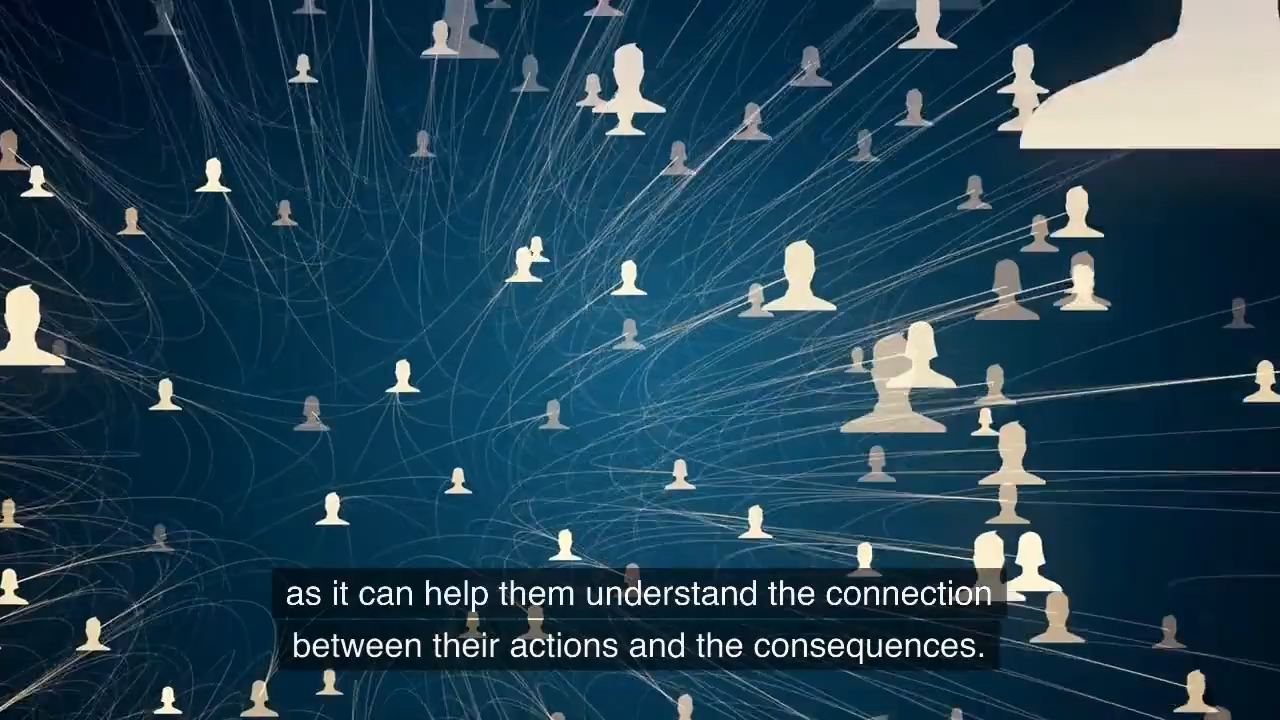 as it can help them understand the connection
between their actions and the consequences.